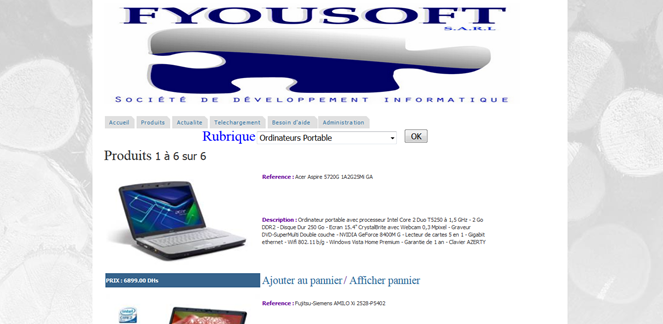 FYOUSOFT
S.A.R.L
SOCIÉTÉ DE DÉVELOPPEMENT INFORMATIQUE
Accueil Produits Actualite Telechargement Besoin d'aide Administration
Rubrique Ordinateurs Portable OK
Produits 1 à 6 sur 6
Reference : Acer Aspire 5720G 1A2G25Mi GA
Description : Ordinateur portable avec processeur Intel Core 2 Duo T5250 à 1,5 GHz - 2 Go
DDR2 - Disque Dur 250 Go - Ecran 15.4" CrystalBrite avec Webcam 0,3 Mpixel - Graveur
DVD-SuperMulti Double couche - NVIDIA GeForce 8400M G - Lecteur de cartes 5 en 1 - Gigabit
ethernet - Wifi 802.11 b/g - Windows Vista Home Premium - Garantie de 1 an - Clavier AZERTY
PRIX : 6899.00 DHs
Ajouter au pannier/ Afficher pannier
Reference : Fujitsu-Siemens AMILO Xi 2528-P5402